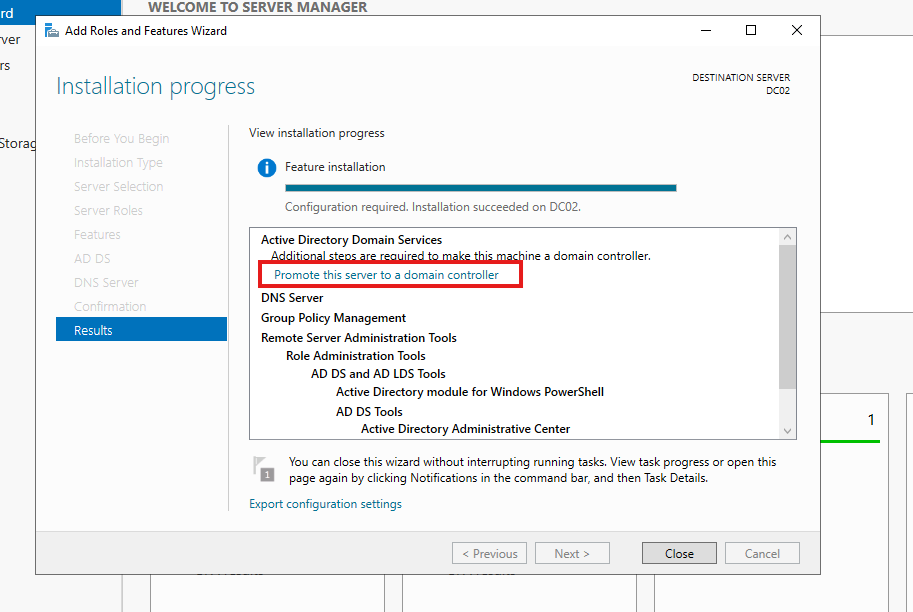 rd
WELCOME TO SERVER MANAGER
rver
rs
Storag
Add Roles and Features Wizard
Installation progress
DESTINATION SERVER
DC02
Before You Begin
Installation Type
Server Selection
Server Roles
Features
AD DS
DNS Server
Confirmation
Results
View installation progress
Feature installation
Configuration required. Installation succeeded on DC02.
Active Directory Domain Services
Additional steps are required to make this machine a domain controller.
Promote this server to a domain controller
DNS Server
Group Policy Management
Remote Server Administration Tools
Role Administration Tools
AD DS and AD LDS Tools
Active Directory module for Windows PowerShell
AD DS Tools
Active Directory Administrative Center
1
You can close this wizard without interrupting running tasks. View task progress or open this
page again by clicking Notifications in the command bar, and then Task Details.
Export configuration settings
< Previous
Next >
Close
Cancel
1